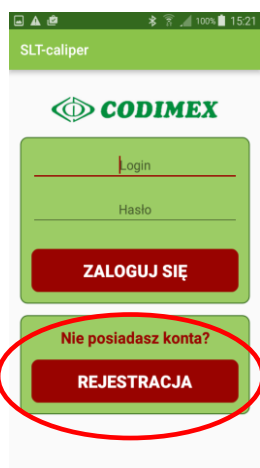 100% 15:21
SLT-caliper
CODIMEX
Login
Hasło
ZALOGUJ SIĘ
Nie posiadasz konta?
REJESTRACJA